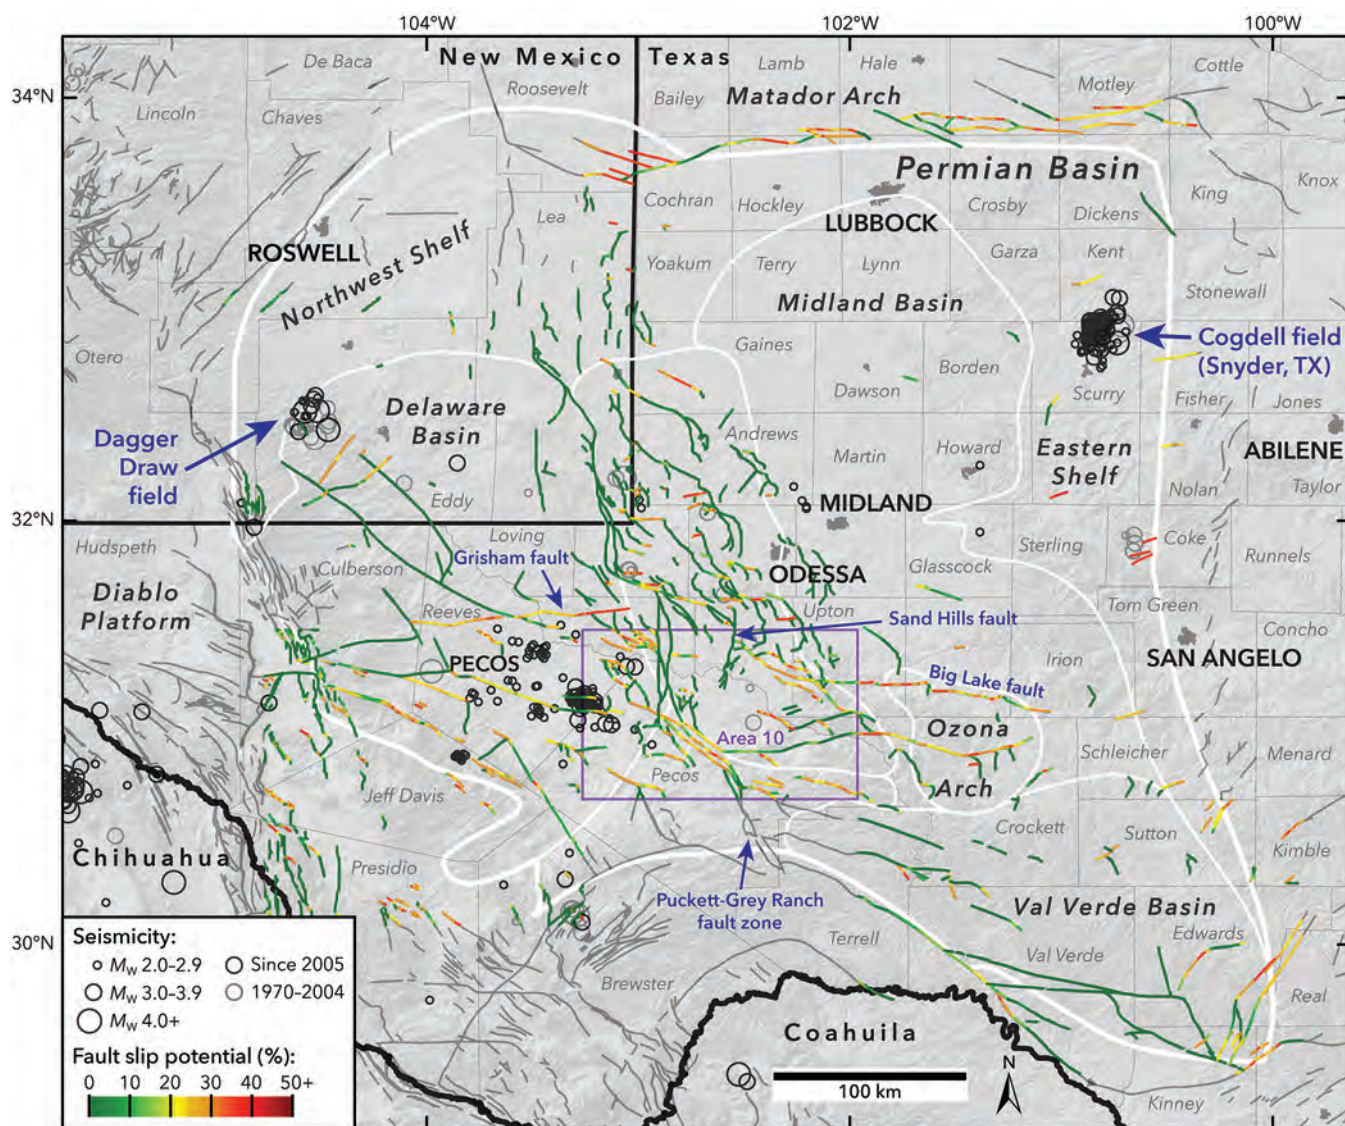 104°W
102°W
100°W
34°N
32°N
30°N
New Mexico
Texas
De Baca
Roosevelt
Lamb
Hale
Cottle
Bailey
Motley
Matador Arch
Lincoln
Chaves
Permian Basin
Knox
King
Cochran
Hockley
LUBBOCK
Crosby
Dickens
Lea
ROSWELL
Northwest Shelf
Yoakum
Terry
Lynn
Garza
Kent
Stonewall
Midland Basin
Otero
Gaines
Cogdell field
(Snyder, TX)
Borden
Dawson
Scurry
Fisher
Jones
Delaware
Basin
Dagger
Draw
field
Andrews
Martin
Howard
Eastern
Shelf
ABILENE
Eddy
MIDLAND
Nolan
Taylor
Hudspeth
Loving
Sterling
Coke
Runnels
Culberson
Grisham fault
ODESSA
Glasscock
Diablo
Platform
Reeves
Upton
Sand Hills fault
Tom Green
Concho
PECOS
Irion
SAN ANGELO
Big Lake fault
Area 10
Ozona
Arch
Schleicher
Menard
Pecos
Jeff Davis
Crockett
Sutton
Kimble
Chihuahua
Presidio
Puckett-Grey Ranch
fault zone
Val Verde Basin
Terrell
Val Verde
Edwards
Brewster
Real
Coahuila
N
100 km
Kinney
Seismicity:
Mw 2.0–2.9
Since 2005
Mw 3.0–3.9
1970–2004
Mw 4.0+
Fault slip potential (%):
0 10 20 30 40 50+